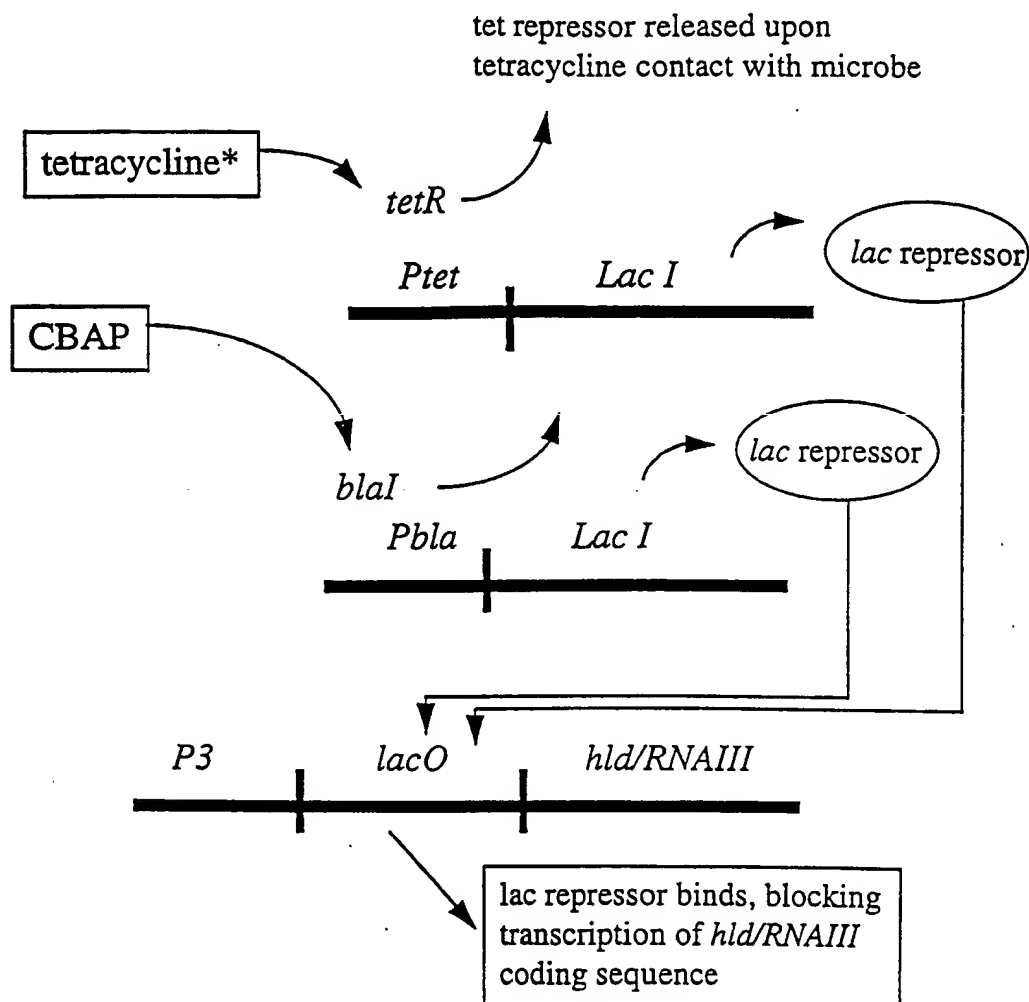 tet repressor released upon
tetracycline contact with microbe
tetracycline*
tetR
lac repressor
Ptet
Lac I
CBAP
lac repressor
blaI
Pbla
Lac I
P3
lacO
hld/RNAIII
lac repressor binds, blocking
transcription of hld/RNAIII
coding sequence